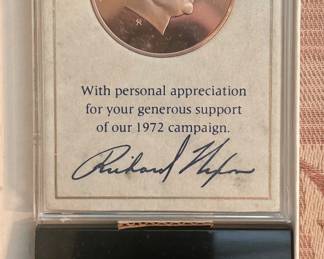 With personal appreciation
for your generous support
of our 1972 campaign.
Richard Nixon